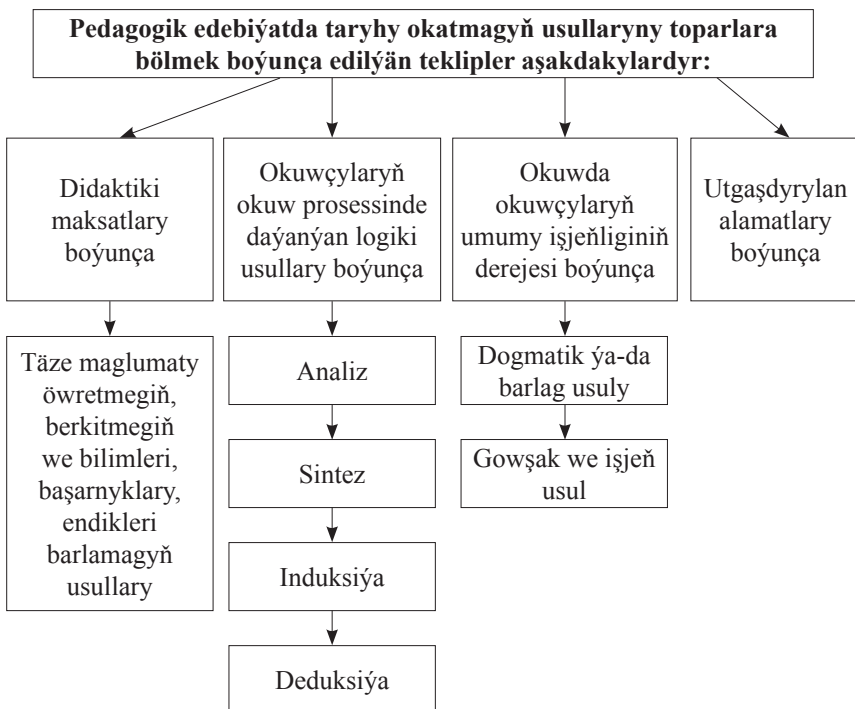 Pedagogik edebiýatda taryhy okatmagyň usullaryny toparlara
bölmek boýunça edilýän teklipler aşakdakylardyr:
Didaktiki
maksatlary
boýunça
Okuwçylaryň
okuw prosessinde
daýanýan logiki
usullary boýunça
Okuwda
okuwçylaryň
umumy işjeňliginiň
derejesi boýunça
Utgaşdyrylan
alamatlary
boýunça
Täze maglumaty
öwretmegiň,
berkitmegiň
we bilimleri,
başarnyklary,
endikleri
barlamagyň
usullary
Analiz
Sintez
Induksiýa
Deduksiýa
Dogmatik ýa-da
barlag usuly
Gowşak we işjeň
usul